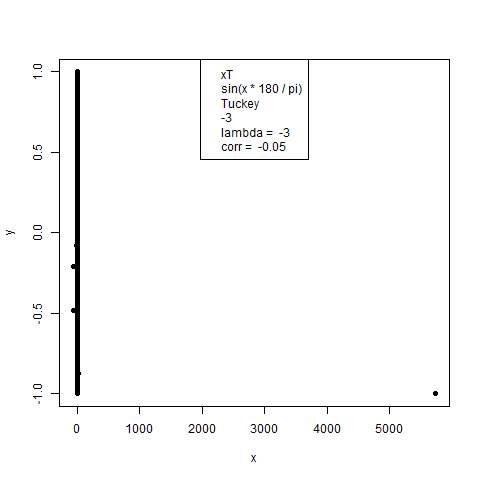 xT
sin(x * 180 / pi)
Tuckey
-3
lambda =  -3
corr =  -0.05
1.0
0.5
0.0
-0.5
-1.0
y
0 1000 2000 3000 4000 5000
x